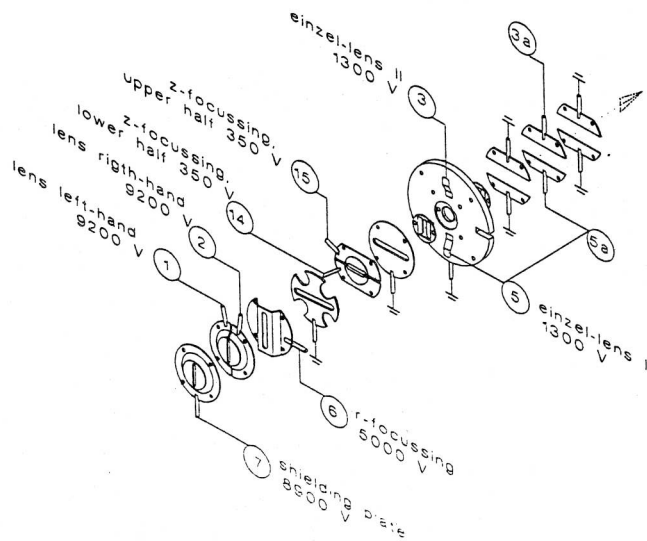 3a
einzel-lens II
1300 V
3
z-focussing,
upper half 350 V
z-focussing,
lower half 350 V
lens rigth-hand
9200 V
lens left-hand
9200 V
15
14
2
1
5a
5
einzel-lens I
1300 V
6
r-focussing
5000 V
7
shielding plate
8900 V